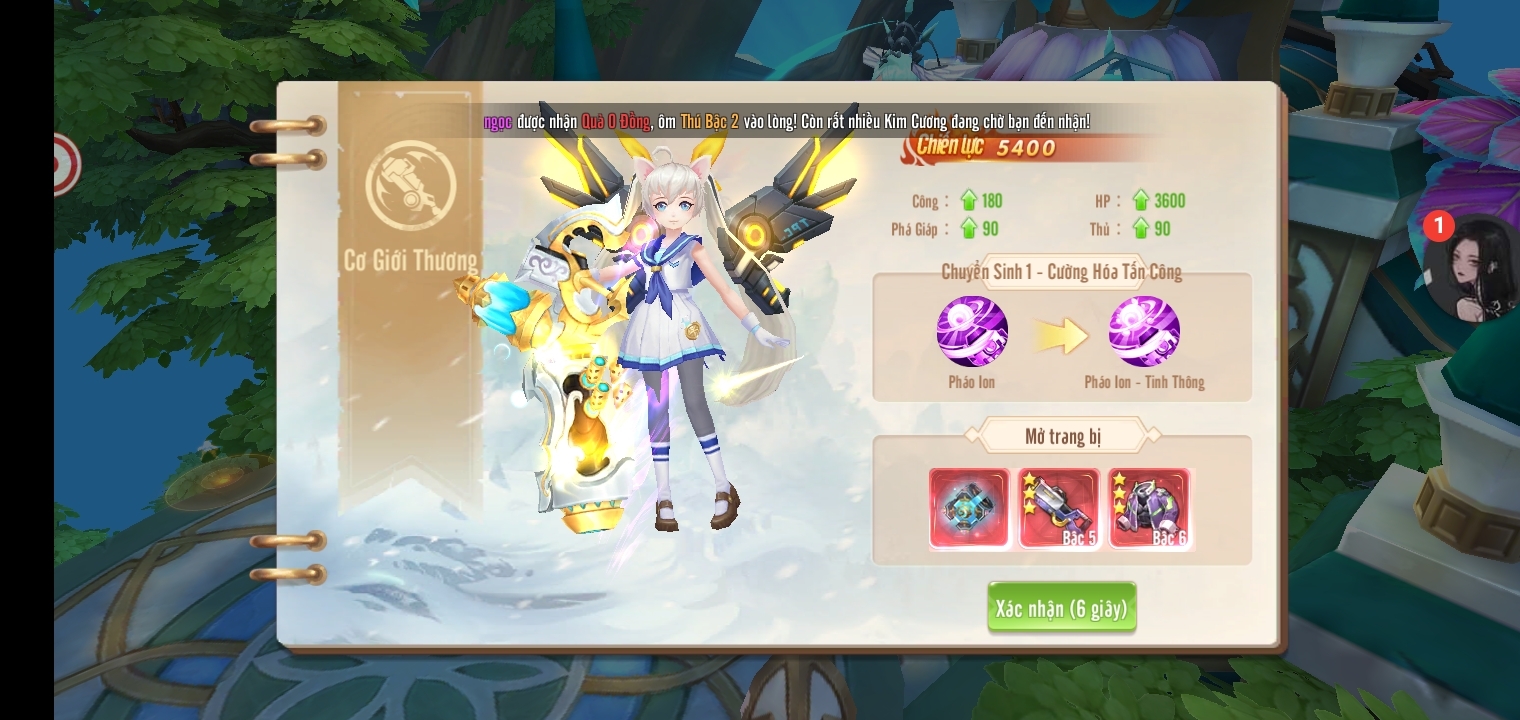 ngọc được nhận Quà 0 Đồng, ôm Thú Bậc 2 vào lòng! Còn rất nhiều Kim Cương đang chờ bạn đến nhận!
Chiến lực 5400
Cơ Giới Thương
Công : 180
HP : 3600
Phá Giáp : 90
Thủ : 90
Chuyển Sinh 1 - Cường Hóa Tấn Công
Pháo Ion
Pháo Ion - Tinh Thông
Mở trang bị
Bậc 5
Bậc 6
Xác nhận (6 giây)
1
TPC